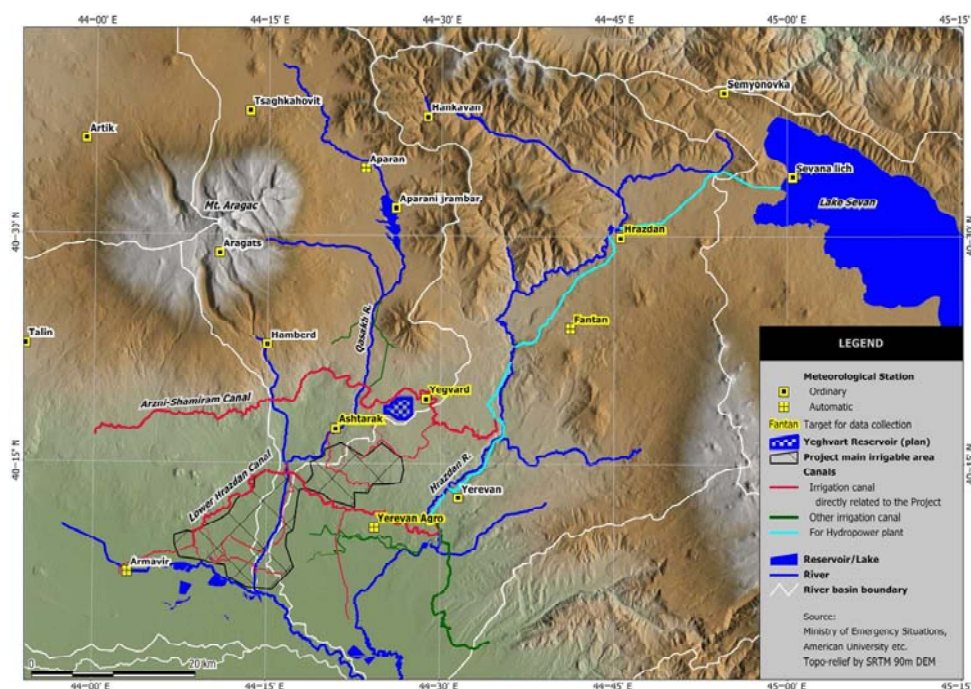 44°00' E
44°15' E
44°30' E
44°45' E
45°00' E
45°15' E
Semyonovka
Tsaghkahovit
Hankavan
Artik
Aparan
Sevana lich
Mt. Aragac
Aparani jrambar
Lake Sevan
40°33' N
Aragats
Hrazdan
40°30' N
Talin
Hamberd
Qasakh R.
Fantan
Arzni-Shamiram Canal
Yegvard
Ashtarak
40°15' N
Lower Hrazdan Canal
Hrazdan R.
40°15' N
Yerevan
Yerevan Agro
Armavir
0
20 km
44°00' E
44°15' E
44°30' E
44°45' E
45°00' E
45°15' E
LEGEND
Meteorological Station
Ordinary
Automatic
Fantan Target for data collection
Yeghvart Reservoir (plan)
Project main irrigable area
Canals
Irrigation canal
directly related to the Project
Other irrigation canal
For Hydropower plant
Reservoir/Lake
River
River basin boundary
Source:
Ministry of Emergency Situations,
American University etc.
Topo-relief by SRTM 90m DEM